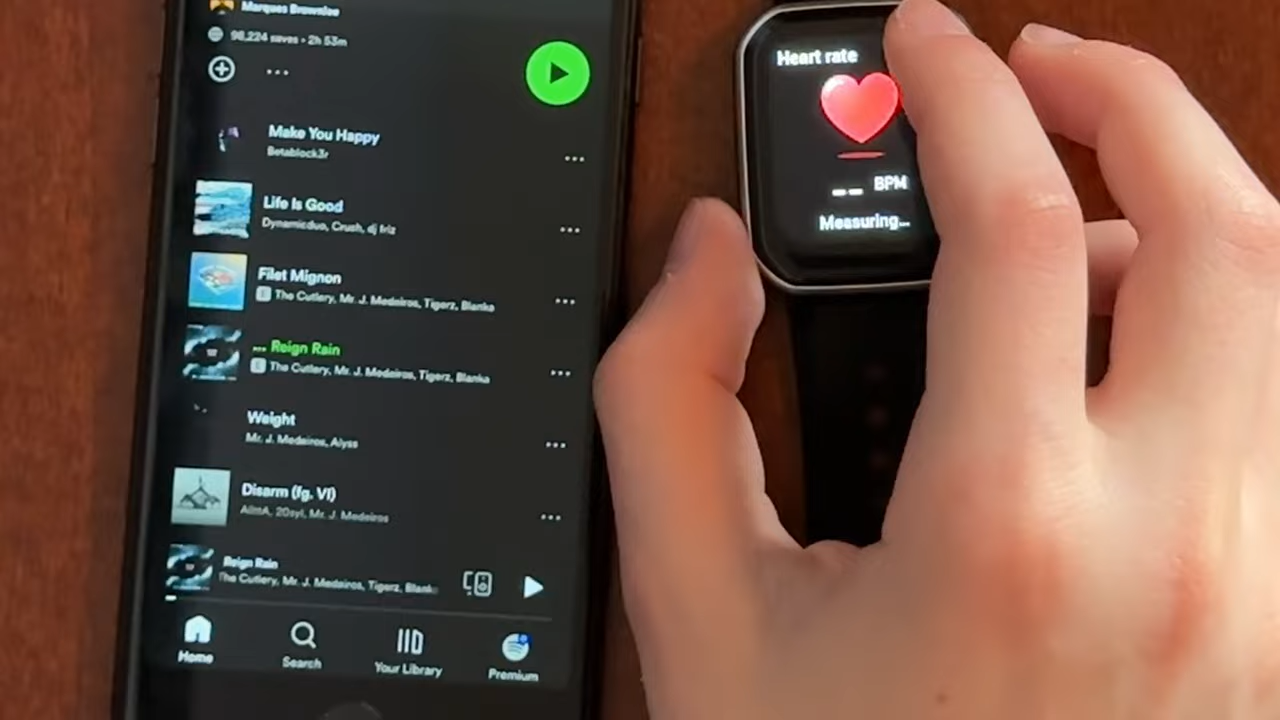 Marques Brownlee
98,224 saves • 2h 53m
Make You Happy
Betablock3r
Life Is Good
Dynamicduo, Crush, dj friz
Filet Mignon
E The Cutlery, Mr. J. Medeiros, Tigerz, Blanka
Reign Rain
E The Cutlery, Mr. J. Medeiros, Tigerz, Blanka
Weight
Mr. J. Medeiros, Alyss
Disarm (fg. VI)
AllttA, 20syl, Mr. J. Medeiros
Reign Rain
The Cutlery, Mr. J. Medeiros, Tigerz, Blanka
Home
Search
Your Library
Premium
Heart rate
-- BPM
Measuring...